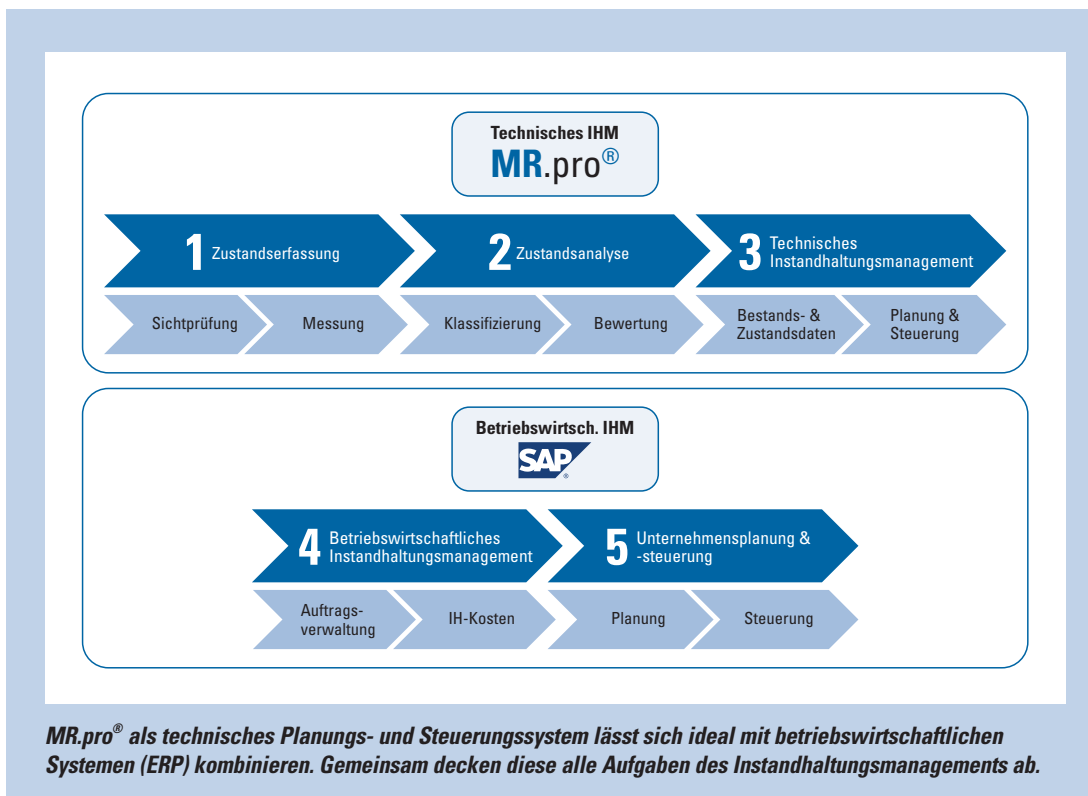 Technisches IHM
MR.pro®
1 Zustandserfassung
2 Zustandsanalyse
3 Technisches
Instandhaltungsmanagement
Sichtprüfung
Messung
Klassifizierung
Bewertung
Bestands- &
Zustandsdaten
Planung &
Steuerung
Betriebswirtsch. IHM
SAP®
4 Betriebswirtschaftliches
Instandhaltungsmanagement
5 Unternehmensplanung &
-steuerung
Auftrags-
verwaltung
IH-Kosten
Planung
Steuerung
MR.pro® als technisches Planungs- und Steuerungssystem lässt sich ideal mit betriebswirtschaftlichen
Systemen (ERP) kombinieren. Gemeinsam decken diese alle Aufgaben des Instandhaltungsmanagements ab.